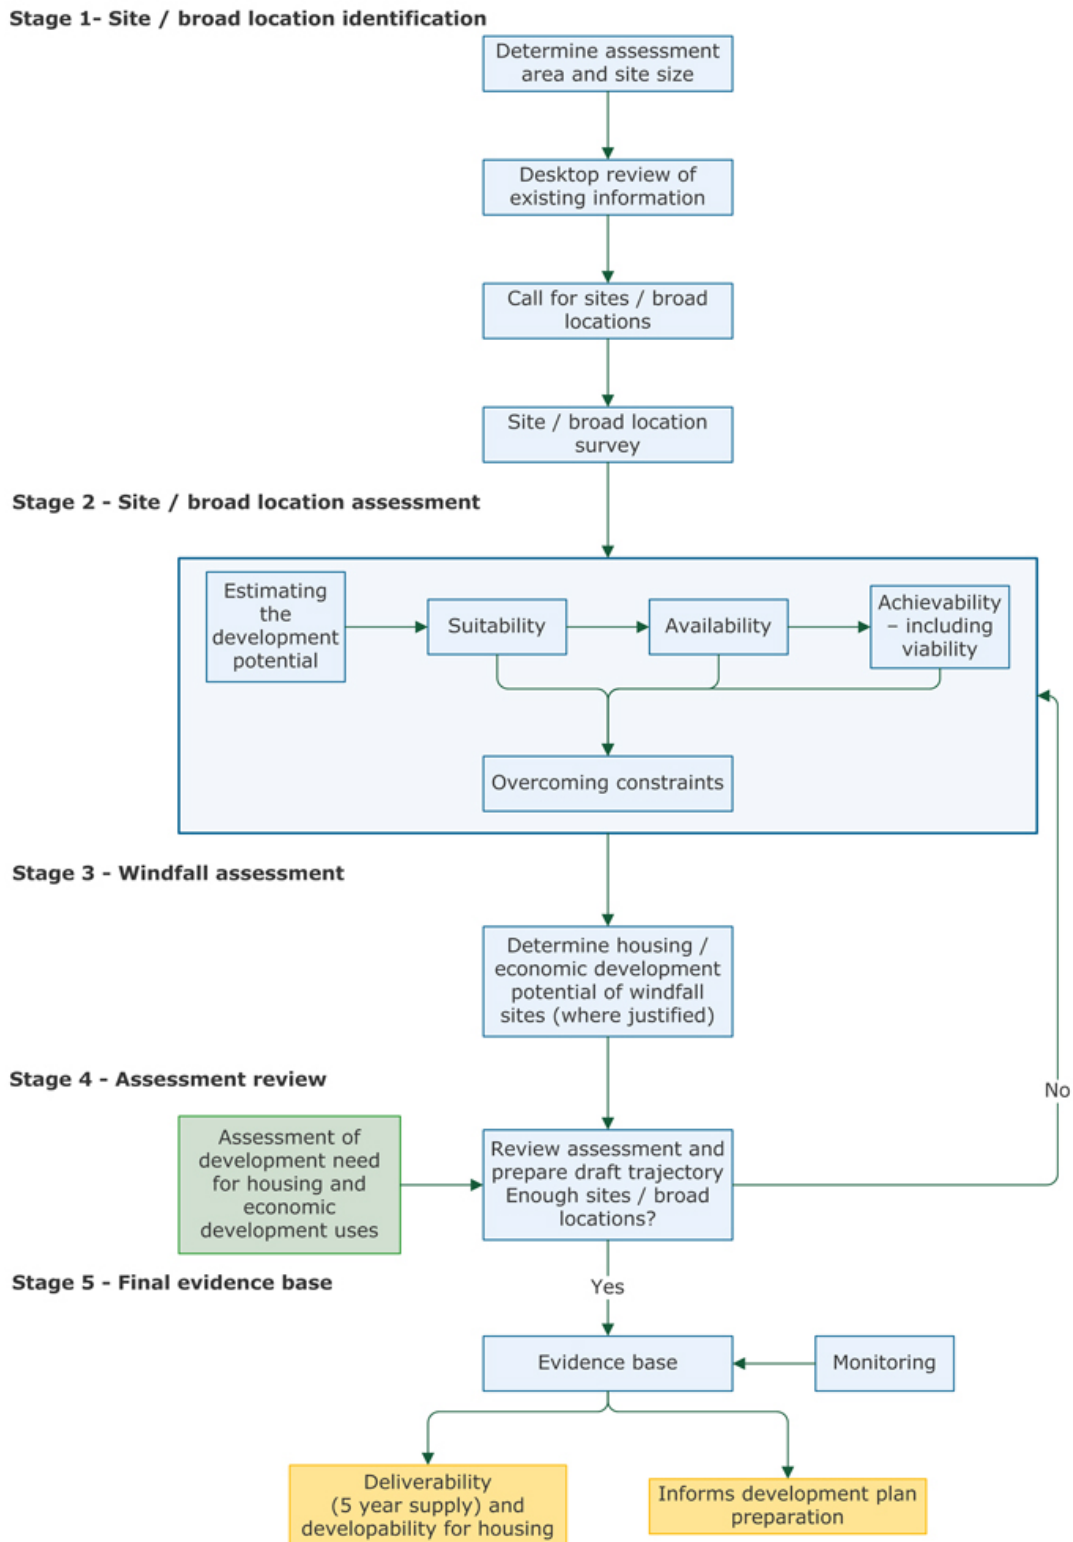 Stage 1- Site / broad location identification
Determine assessment
area and site size
Desktop review of
existing information
Call for sites / broad
locations
Site / broad location
survey
Stage 2 - Site / broad location assessment
Estimating
the
development
potential
Suitability
Availability
Achievability
– including
viability
Overcoming constraints
Stage 3 - Windfall assessment
Determine housing /
economic development
potential of windfall
sites (where justified)
Stage 4 - Assessment review
No
Assessment of
development need
for housing and
economic
development uses
Review assessment and
prepare draft trajectory
Enough sites / broad
locations?
Stage 5 - Final evidence base
Yes
Evidence base
Monitoring
Deliverability
(5 year supply) and
developability for housing
Informs development plan
preparation